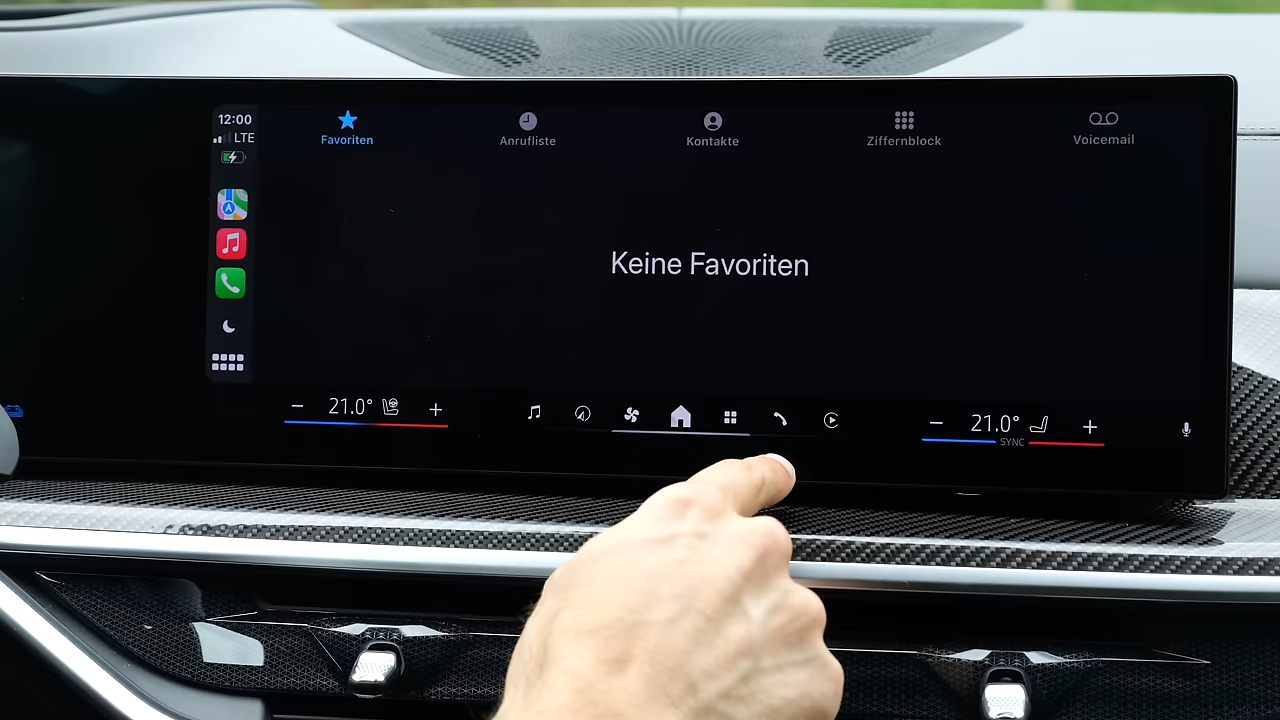 12:00
LTE
Favoriten
Anrufliste
Kontakte
Ziffernblock
Voicemail
Keine Favoriten
− 21.0° +
− 21.0° +
SYNC